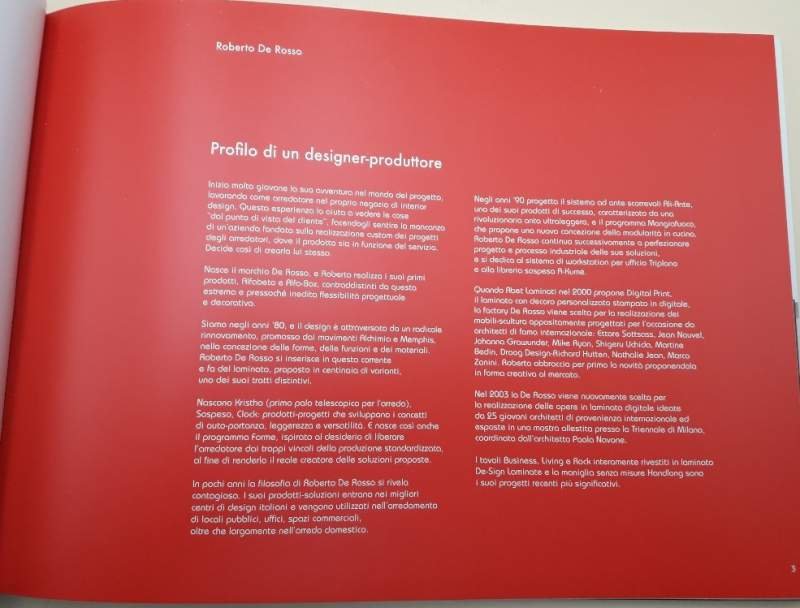 Roberto De Rosso
Profilo di un designer-produttore
Inizia molto giovane la sua avventura nel mondo del progetto,
lavorando come arredatore nel proprio negozio di interior
design. Questa esperienza lo aiuta a vedere le cose
"dal punto di vista del cliente", facendogli sentire la mancanza
di un'azienda fondata sulla realizzazione custom dei progetti
degli arredatori, dove il prodotto sia in funzione del servizio.
Decide così di crearla lui stesso.
Nasce il marchio De Rosso, e Roberto realizza i suoi primi
prodotti, Alfabeta e Alfa-Box, contraddistinti da questa
estrema e pressoché inedita flessibilità progettuale
e decorativa.
Siamo negli anni '80, e il design è attraversato da un radicale
rinnovamento, promosso dai movimenti Alchimia e Memphis,
nella concezione delle forme, delle funzioni e dei materiali.
Roberto De Rosso si inserisce in questa corrente
e fa del laminato, proposto in centinaia di varianti,
uno dei suoi tratti distintivi.
Nascono Kristha (primo palo telescopico per l'arredo),
Sospeso, Clack: prodotti-progetti che sviluppano i concetti
di auto-portanza, leggerezza e versatilità. E nasce così anche
il programma Forme, ispirato al desiderio di liberare
l'arredatore dai troppi vincoli della produzione standardizzata,
al fine di renderlo il reale creatore delle soluzioni proposte.
In pochi anni la filosofia di Roberto De Rosso si rivela
contagiosa. I suoi prodotti-soluzioni entrano nei migliori
centri di design italiani e vengono utilizzati nell'arredamento
di locali pubblici, uffici, spazi commerciali,
oltre che largamente nell'arredo domestico.
Negli anni '90 progetta il sistema ad ante scorrevoli Ali-Ante,
uno dei suoi prodotti di successo, caratterizzato da una
rivoluzionaria anta ultraleggera, e il programma Mangiafuoco,
che propone una nuova concezione della modularità in cucina.
Roberto De Rosso continua successivamente a perfezionare
progetto e processo industriale delle sue soluzioni,
e si dedica al sistema di workstation per ufficio Triplano
e alla libreria sospesa A-Kume.
Quando Abet Laminati nel 2000 propone Digital Print,
il laminato con decoro personalizzato stampato in digitale,
la factory De Rosso viene scelta per la realizzazione dei
mobili-scultura appositamente progettati per l'occasione da
architetti di fama internazionale: Ettore Sottsass, Jean Nouvel,
Johanna Grawunder, Mike Ryan, Shigeru Uchida, Martine
Bedin, Droog Design-Richard Hutten, Nathalie Jean, Marco
Zanini. Roberto abbraccia per primo la novità proponendola
in forma creativa al mercato.
Nel 2003 la De Rosso viene nuovamente scelta per
la realizzazione delle opere in laminato digitale ideate
da 25 giovani architetti di provenienza internazionale ed
esposte in una mostra allestita presso la Triennale di Milano,
coordinata dall'architetto Paola Navone.
I tavoli Business, Living e Rock interamente rivestiti in laminato
De-Sign Laminate e la maniglia senza misure Handlong sono
i suoi progetti recenti più significativi.
3